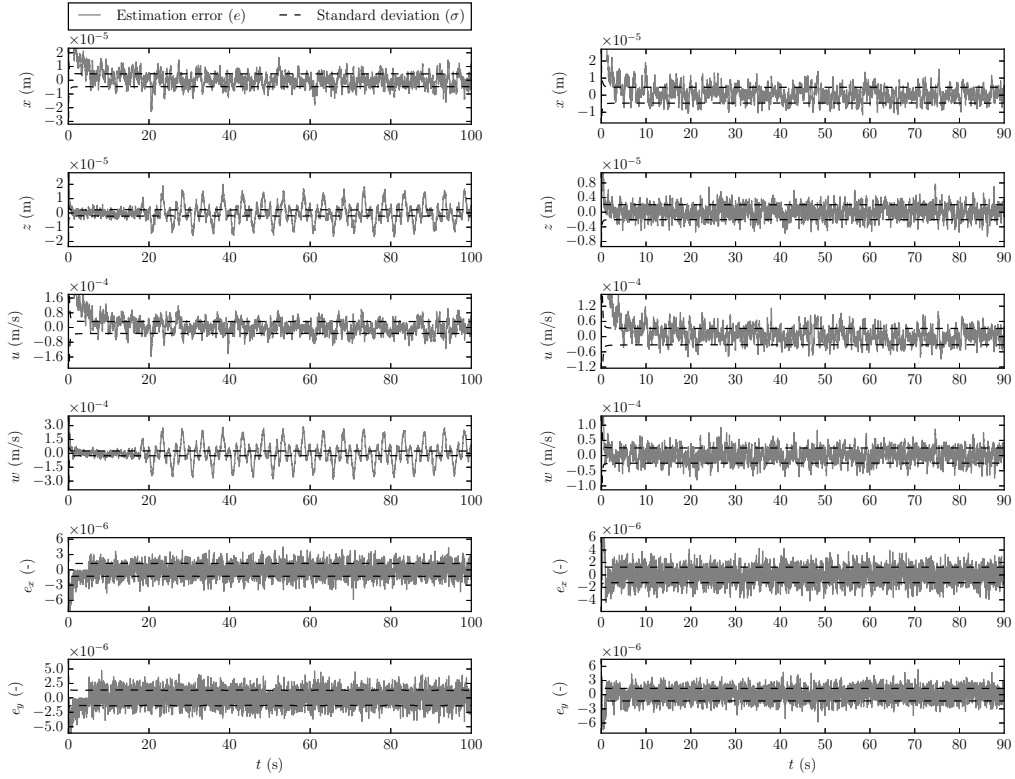 Estimation error (e) Standard deviation (σ)
×10⁻⁵
2
1
0
−1
−2
−3
x (m)
0 20 40 60 80 100
×10⁻⁵
2
1
0
−1
−2
z (m)
0 20 40 60 80 100
×10⁻⁴
1.6
0.8
0.0
−0.8
−1.6
u (m/s)
0 20 40 60 80 100
×10⁻⁴
3.0
1.5
0.0
−1.5
−3.0
w (m/s)
0 20 40 60 80 100
×10⁻⁶
6
3
0
−3
−6
eₓ (-)
0 20 40 60 80 100
×10⁻⁶
5.0
2.5
0.0
−2.5
−5.0
e_y (-)
0 20 40 60 80 100
t (s)
×10⁻⁵
2
1
0
−1
x (m)
0 10 20 30 40 50 60 70 80 90
×10⁻⁵
0.8
0.4
0.0
−0.4
−0.8
z (m)
0 10 20 30 40 50 60 70 80 90
×10⁻⁴
1.2
0.6
0.0
−0.6
−1.2
u (m/s)
0 10 20 30 40 50 60 70 80 90
×10⁻⁴
1.0
0.5
0.0
−0.5
−1.0
w (m/s)
0 10 20 30 40 50 60 70 80 90
×10⁻⁶
6
4
2
0
−2
−4
eₓ (-)
0 10 20 30 40 50 60 70 80 90
×10⁻⁶
6
3
0
−3
−6
e_y (-)
0 10 20 30 40 50 60 70 80 90
t (s)